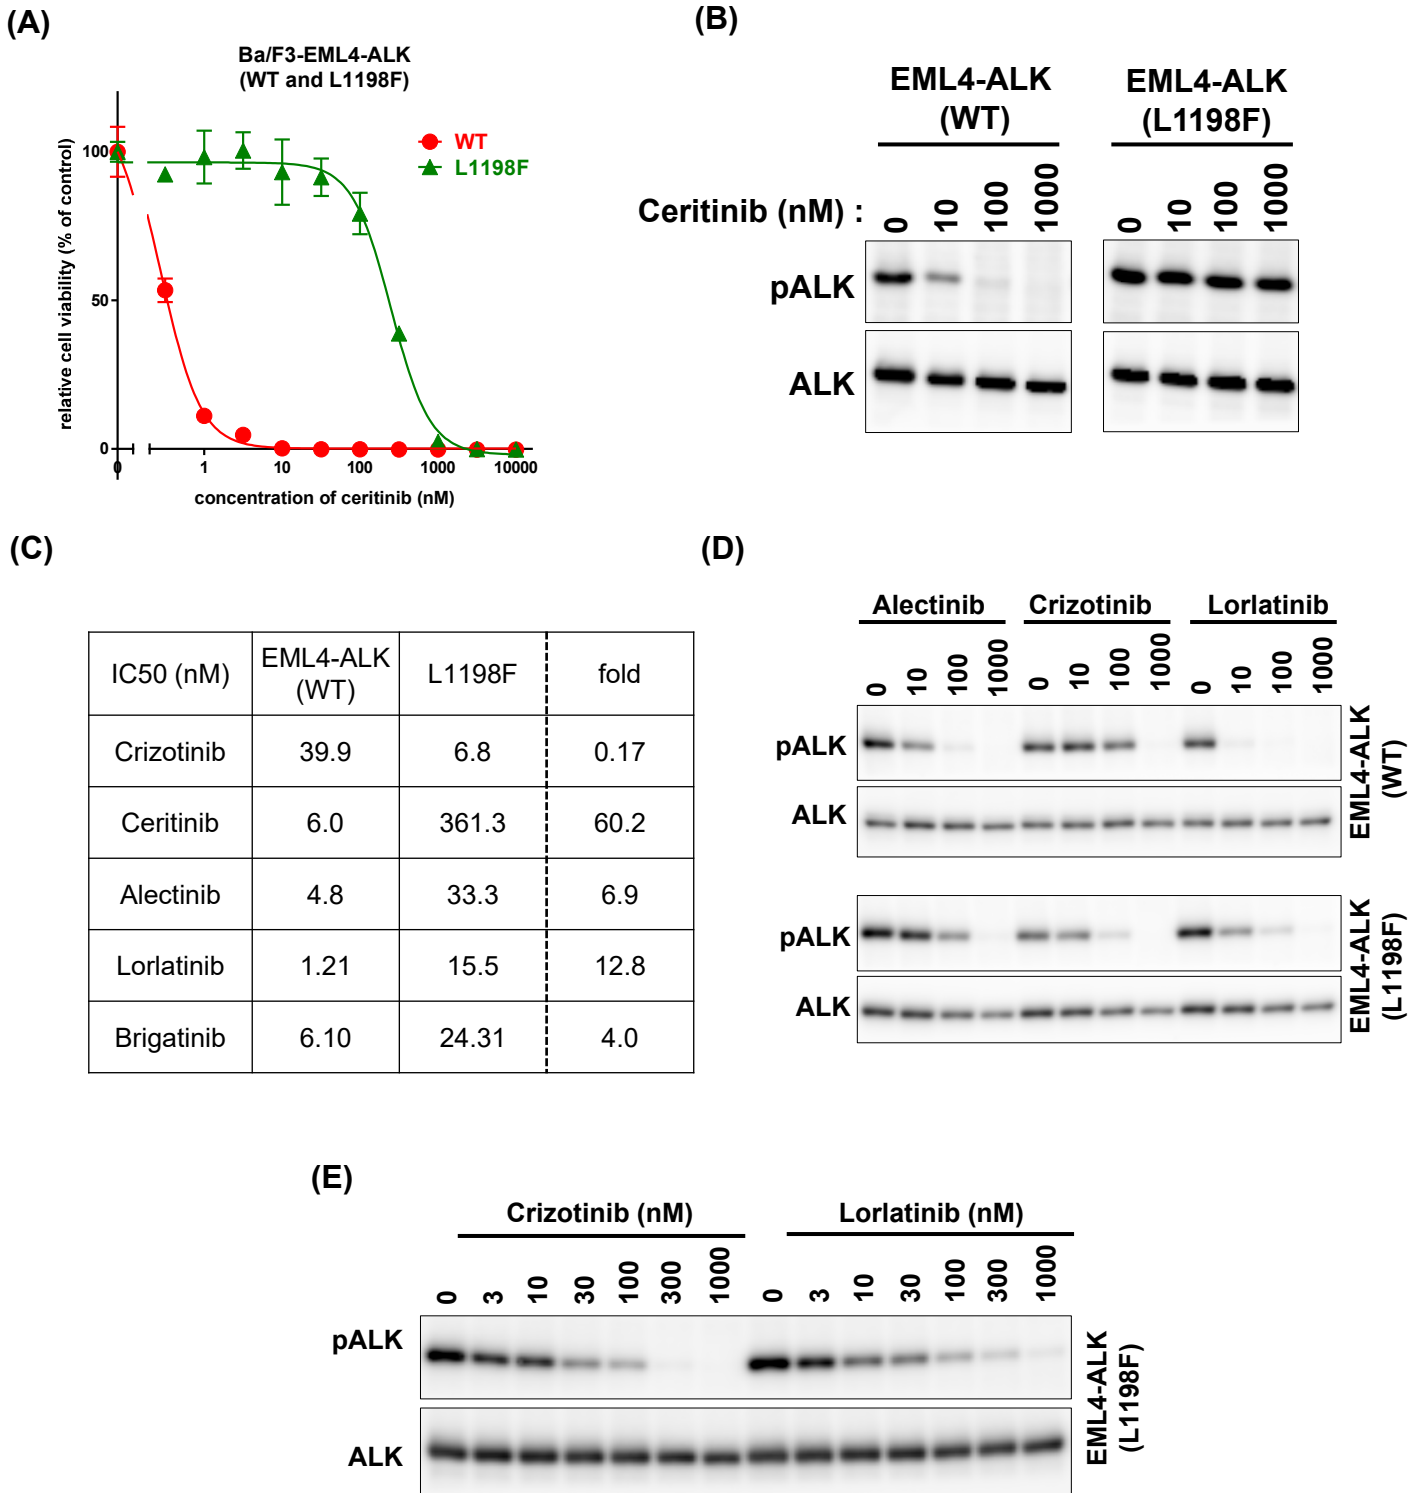 (A)
Ba/F3-EML4-ALK
(WT and L1198F)
relative cell viability (% of control)
100
50
0
WT
L1198F
0 1 10 100 1000 10000
concentration of ceritinib (nM)
(B)
EML4-ALK
(WT)
EML4-ALK
(L1198F)
Ceritinib (nM) : 0 10 100 1000 0 10 100 1000
pALK
ALK
(C)
IC50 (nM) EML4-ALK (WT) L1198F fold
Crizotinib 39.9 6.8 0.17
Ceritinib 6.0 361.3 60.2
Alectinib 4.8 33.3 6.9
Lorlatinib 1.21 15.5 12.8
Brigatinib 6.10 24.31 4.0
(D)
Alectinib Crizotinib Lorlatinib
0 10 100 1000 0 10 100 1000 0 10 100 1000
pALK
ALK
EML4-ALK
(WT)
pALK
ALK
EML4-ALK
(L1198F)
(E)
Crizotinib (nM) Lorlatinib (nM)
0 3 10 30 100 300 1000 0 3 10 30 100 300 1000
pALK
ALK
EML4-ALK
(L1198F)